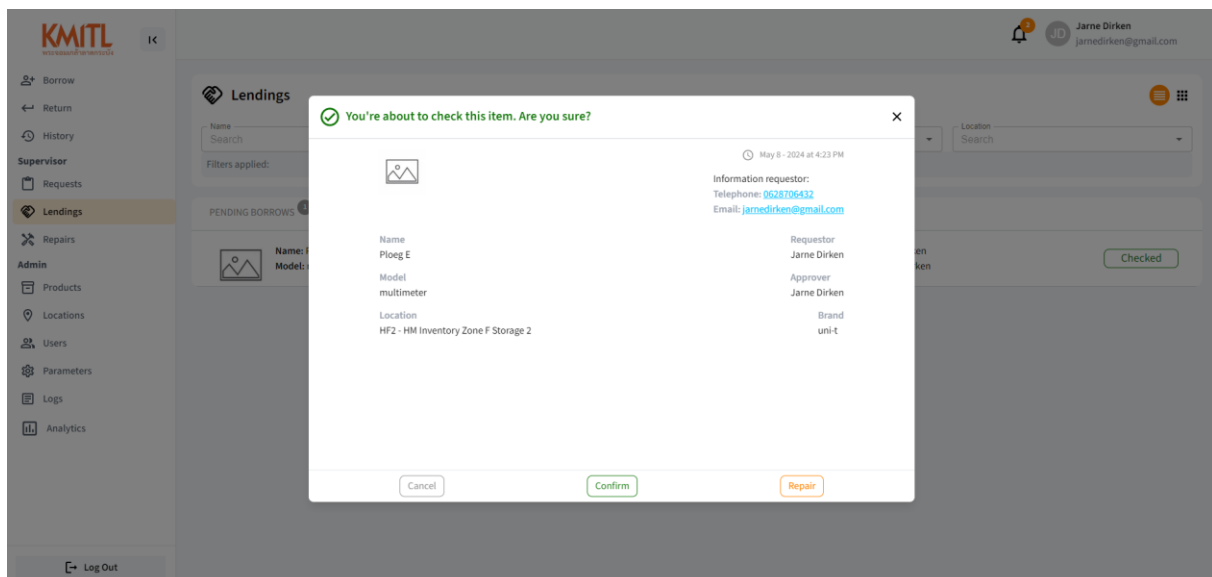 KMITL
2
JD
Jarne Dirken
jarnedirken@gmail.com
Borrow
Return
History
Supervisor
Requests
Lendings
Repairs
Admin
Products
Locations
Users
Parameters
Logs
Analytics
Log Out
Lendings
Name
Search
Location
Search
Filters applied:
PENDING BORROWS
Name:
Model:
Checked
You're about to check this item. Are you sure?
May 8 - 2024 at 4:23 PM
Information requestor:
Telephone: 0628706432
Email: jarnedirken@gmail.com
Name
Ploeg E
Requestor
Jarne Dirken
Model
multimeter
Approver
Jarne Dirken
Location
HF2 - HM Inventory Zone F Storage 2
Brand
uni-t
Cancel
Confirm
Repair